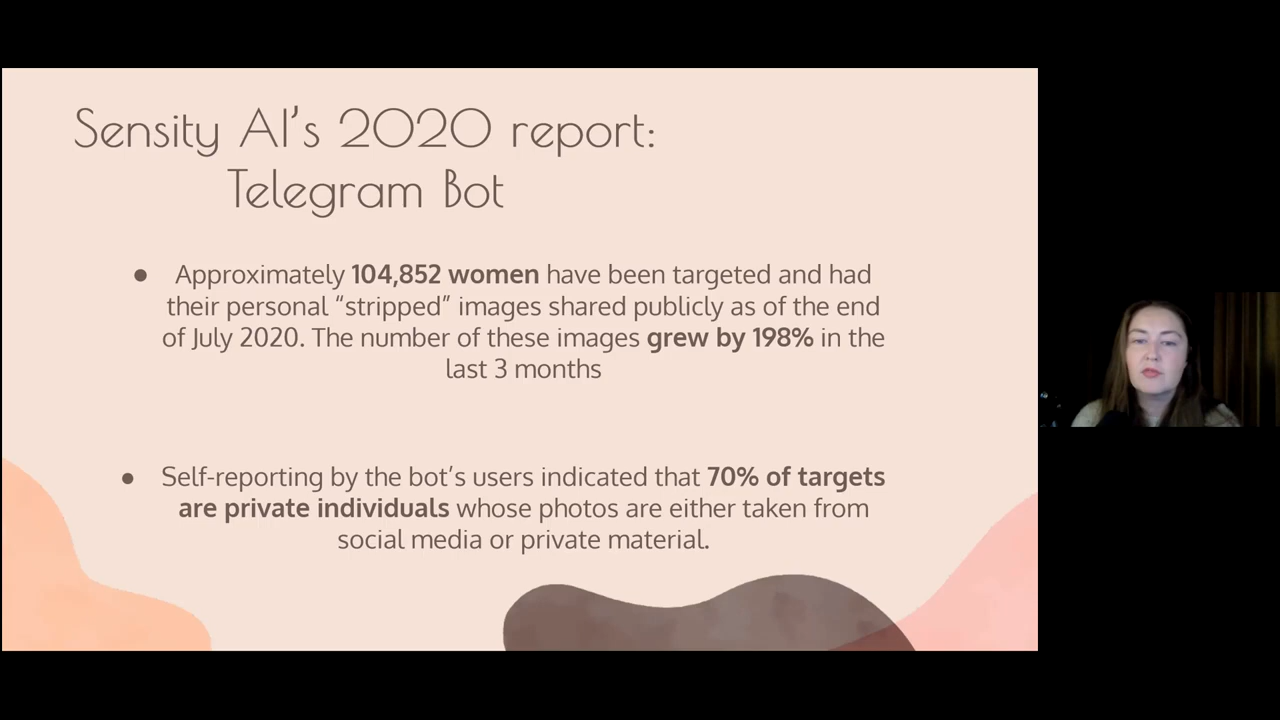 Sensity AI’s 2020 report:
Telegram Bot
● Approximately 104,852 women have been targeted and had
their personal “stripped” images shared publicly as of the end
of July 2020. The number of these images grew by 198% in the
last 3 months
● Self-reporting by the bot’s users indicated that 70% of targets
are private individuals whose photos are either taken from
social media or private material.